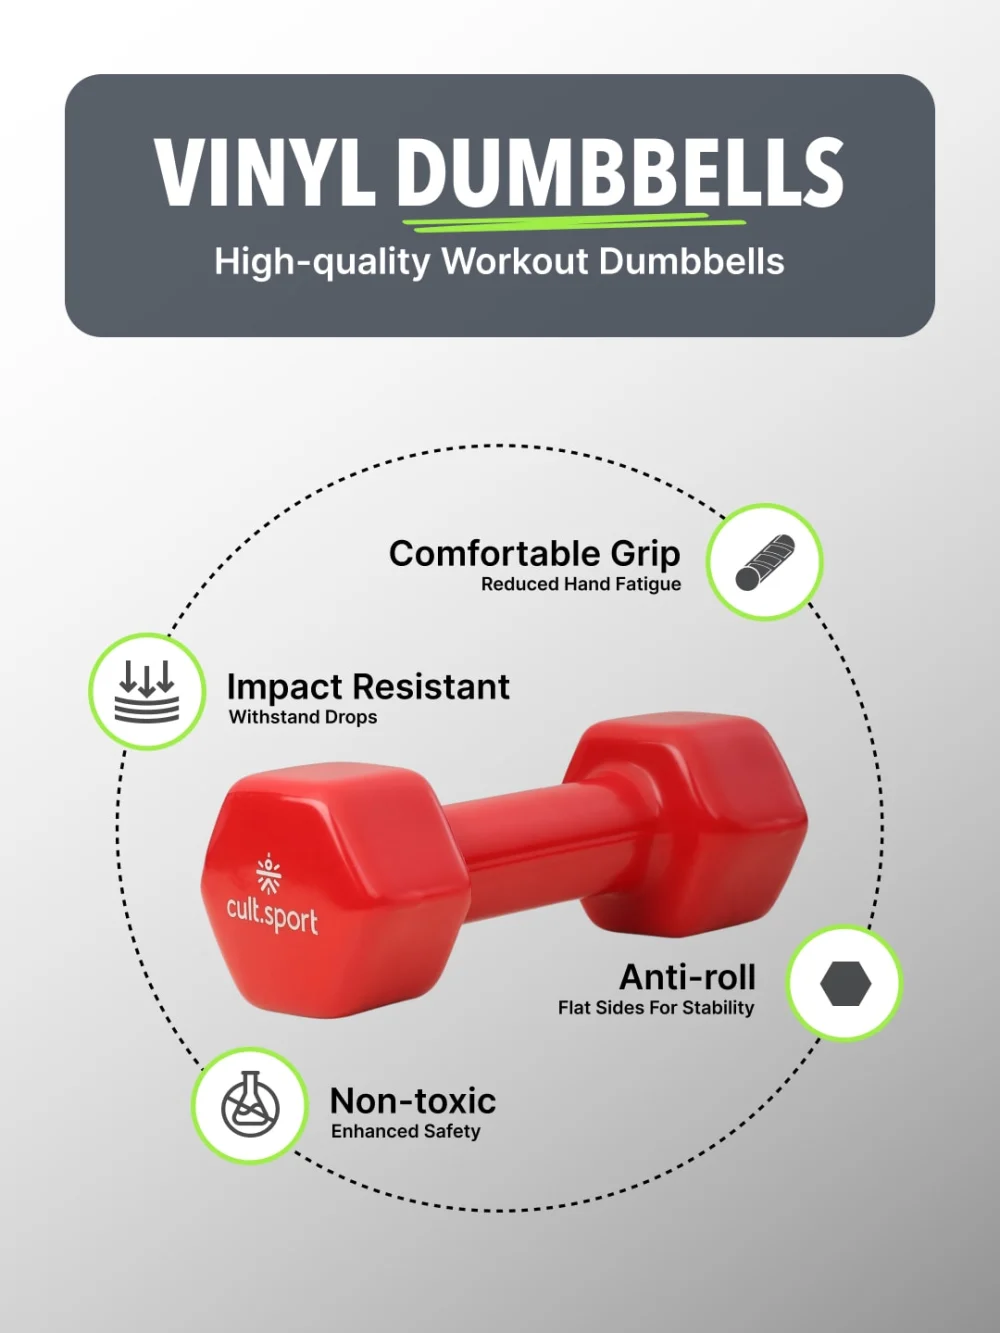 VINYL DUMBBELLS
High-quality Workout Dumbbells
Comfortable Grip
Reduced Hand Fatigue
Impact Resistant
Withstand Drops
cult.sport
Anti-roll
Flat Sides For Stability
Non-toxic
Enhanced Safety